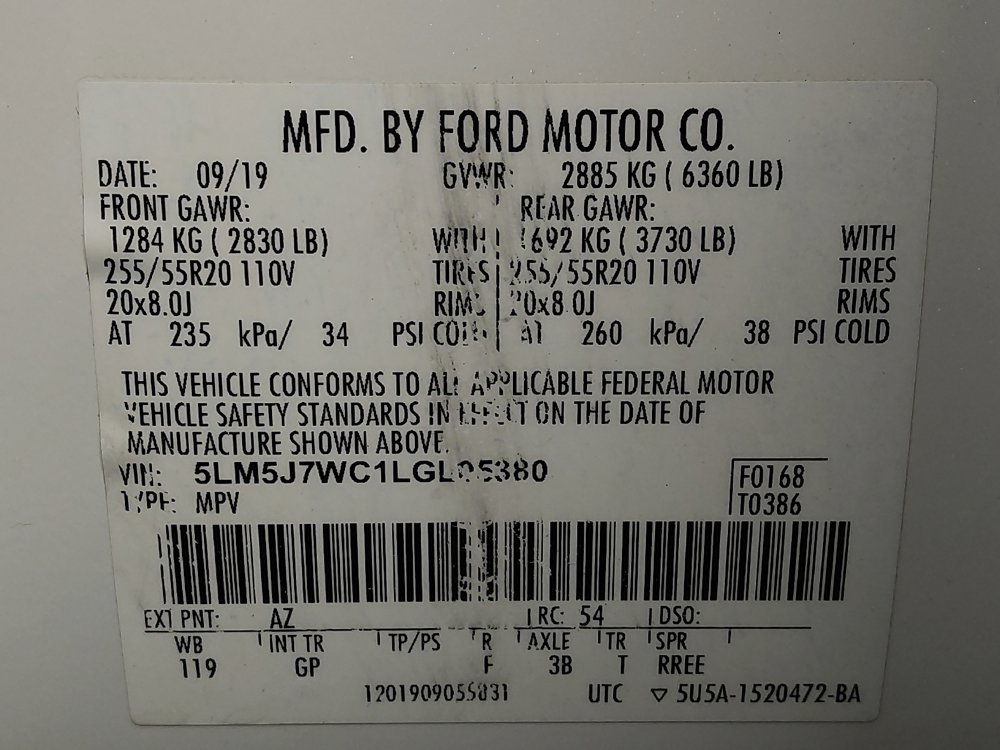 MFD. BY FORD MOTOR CO.
DATE: 09/19 GVWR: 2885 KG ( 6360 LB)
FRONT GAWR: REAR GAWR:
1284 KG ( 2830 LB) WITH 1692 KG ( 3730 LB) WITH
255/55R20 110V TIRES 255/55R20 110V TIRES
20x8.0J RIMS 20x8.0J RIMS
AT 235 kPa/ 34 PSI COLD AT 260 kPa/ 38 PSI COLD
THIS VEHICLE CONFORMS TO ALL APPLICABLE FEDERAL MOTOR
VEHICLE SAFETY STANDARDS IN EFFECT ON THE DATE OF
MANUFACTURE SHOWN ABOVE.
VIN: F0168
TYPE: MPV T0386
EXT PNT: AZ RC: 54 DSO:
WB INT TR TP/PS R AXLE TR SPR
119 GP F 3B T RREE
UTC ▽ 5U5A-1520472-BA